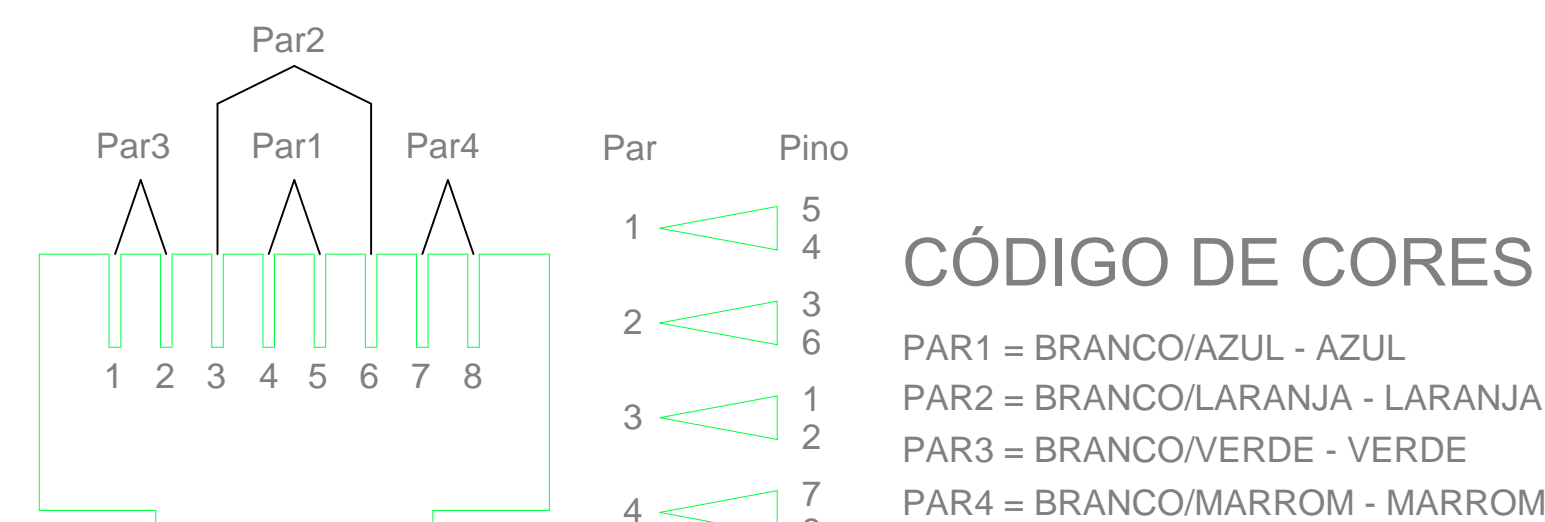 Par2
Par3 Par1 Par4
1 2 3 4 5 6 7 8
Par Pino
1 5
4
2 3
6
3 1
2
4 7
CÓDIGO DE CORES
PAR1 = BRANCO/AZUL - AZUL
PAR2 = BRANCO/LARANJA - LARANJA
PAR3 = BRANCO/VERDE - VERDE
PAR4 = BRANCO/MARROM - MARROM